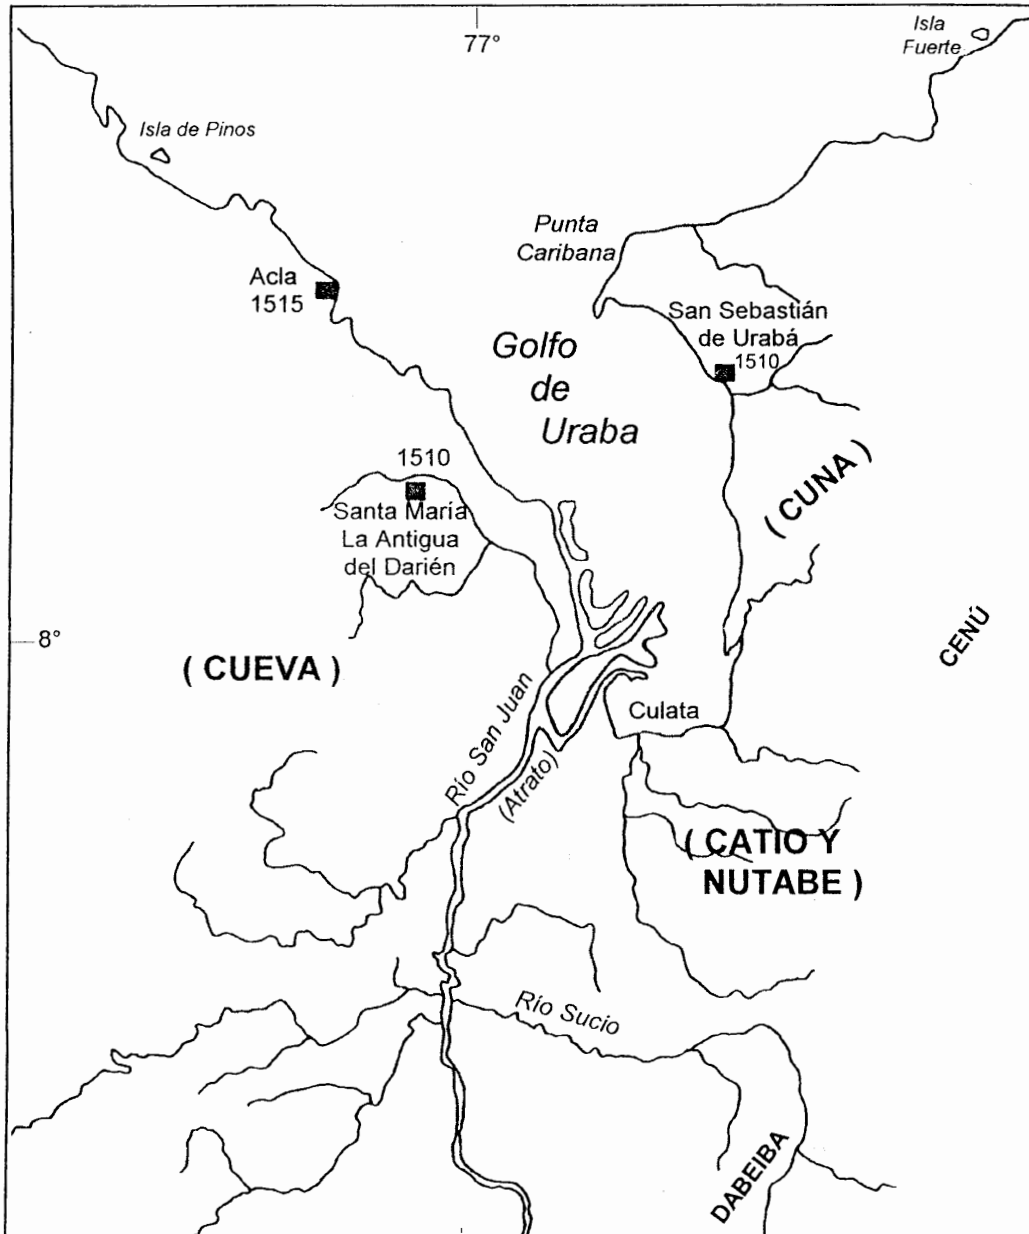 77°
Isla
Fuerte
Isla de Pinos
Punta
Caribana
Acla
1515
San Sebastián
de Urabá
1510
Golfo
de
Uraba
1510
Santa María
La Antigua
del Darién
( CUNA )
8°
( CUEVA )
CENÚ
Culata
Río San Juan
(Atrato)
( CATIO Y
NUTABE )
Río Sucio
DABEIBA